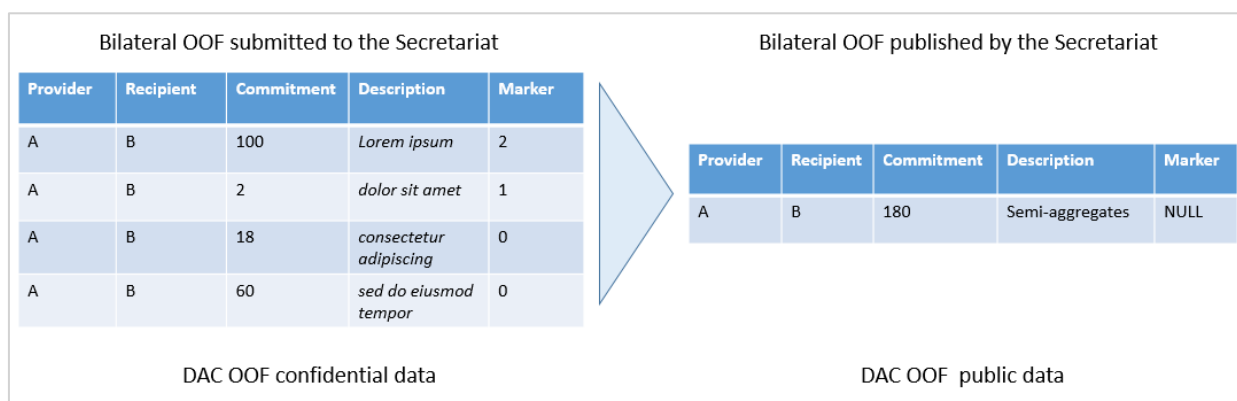 Bilateral OOF submitted to the Secretariat
Provider Recipient Commitment Description Marker
A B 100 Lorem ipsum 2
A B 2 dolor sit amet 1
A B 18 consectetur 0
adipiscing
A B 60 sed do eiusmod 0
tempor
DAC OOF confidential data
Bilateral OOF published by the Secretariat
Provider Recipient Commitment Description Marker
A B 180 Semi-aggregates NULL
DAC OOF  public data